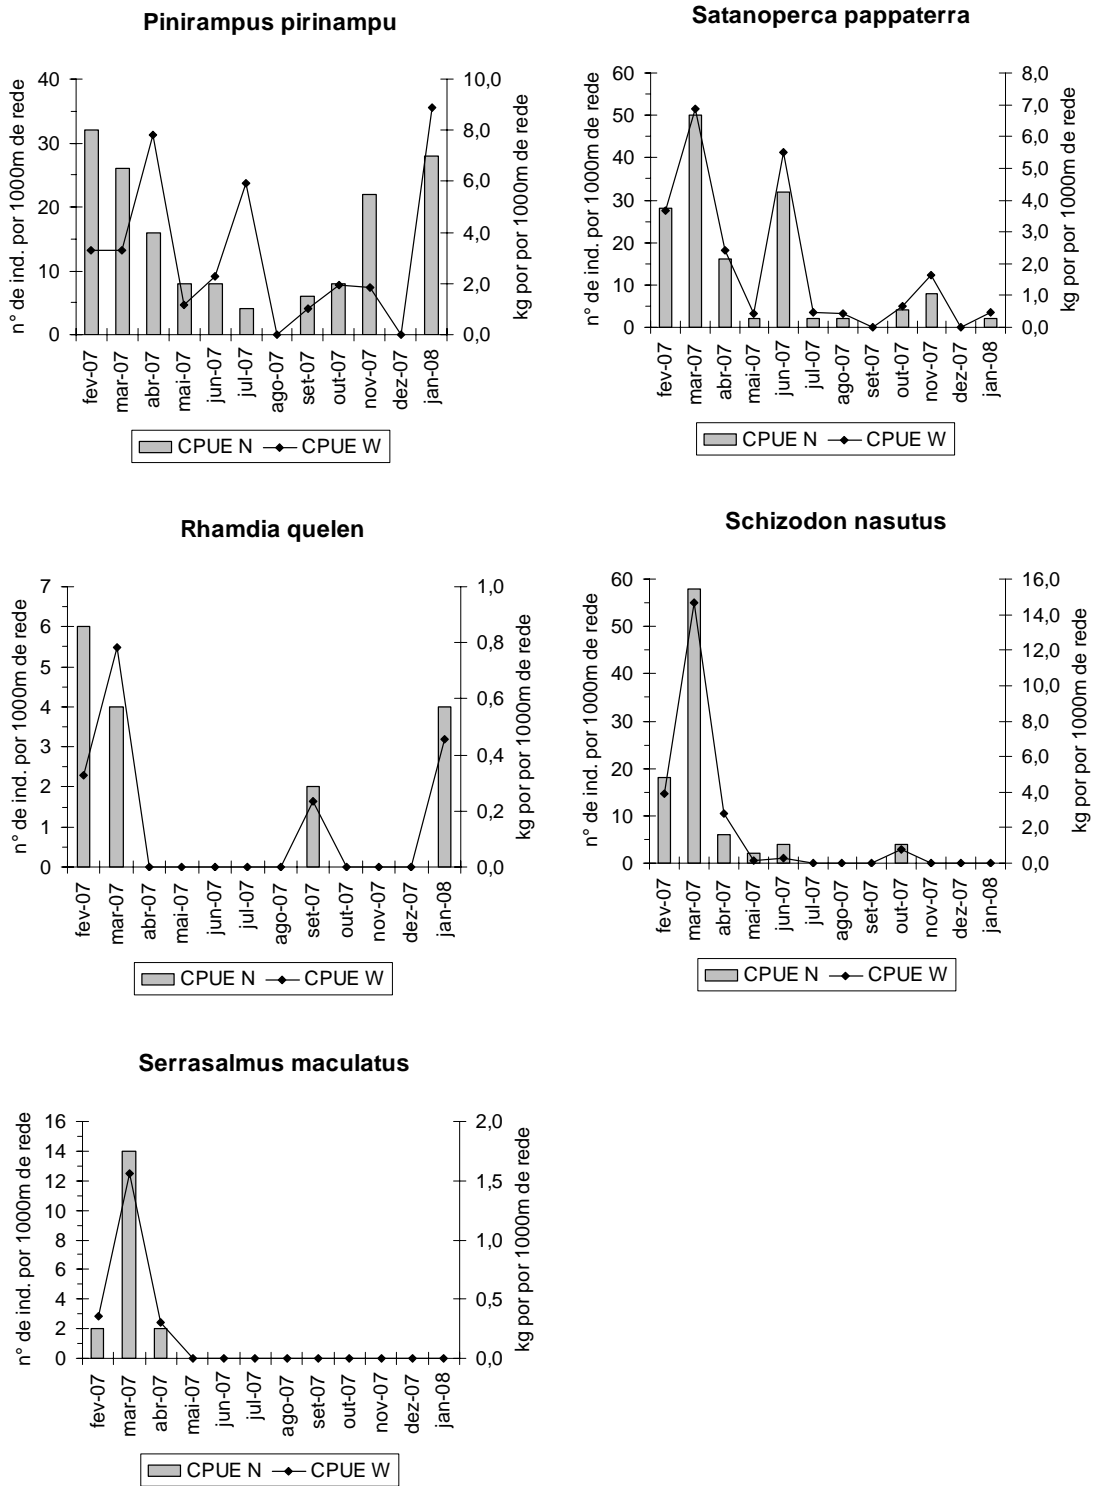 Pinirampus pirinampu
n° de ind. por 1000m de rede
40
30
20
10
0
10,0
8,0
6,0
4,0
2,0
0,0
kg por por 1000m de rede
fev-07
mar-07
abr-07
mai-07
jun-07
jul-07
ago-07
set-07
out-07
nov-07
dez-07
jan-08
CPUE N CPUE W
Satanoperca pappaterra
n° de ind. por 1000m de rede
60
50
40
30
20
10
0
8,0
7,0
6,0
5,0
4,0
3,0
2,0
1,0
0,0
kg por por 1000m de rede
fev-07
mar-07
abr-07
mai-07
jun-07
jul-07
ago-07
set-07
out-07
nov-07
dez-07
jan-08
CPUE N CPUE W
Rhamdia quelen
n° de ind. por 1000m de rede
7
6
5
4
3
2
1
0
1,0
0,8
0,6
0,4
0,2
0,0
kg por por 1000m de rede
fev-07
mar-07
abr-07
mai-07
jun-07
jul-07
ago-07
set-07
out-07
nov-07
dez-07
jan-08
CPUE N CPUE W
Schizodon nasutus
n° de ind. por 1000m de rede
60
50
40
30
20
10
0
16,0
14,0
12,0
10,0
8,0
6,0
4,0
2,0
0,0
kg por por 1000m de rede
fev-07
mar-07
abr-07
mai-07
jun-07
jul-07
ago-07
set-07
out-07
nov-07
dez-07
jan-08
CPUE N CPUE W
Serrasalmus maculatus
n° de ind. por 1000m de rede
16
14
12
10
8
6
4
2
0
2,0
1,5
1,0
0,5
0,0
kg por por 1000m de rede
fev-07
mar-07
abr-07
mai-07
jun-07
jul-07
ago-07
set-07
out-07
nov-07
dez-07
jan-08
CPUE N CPUE W